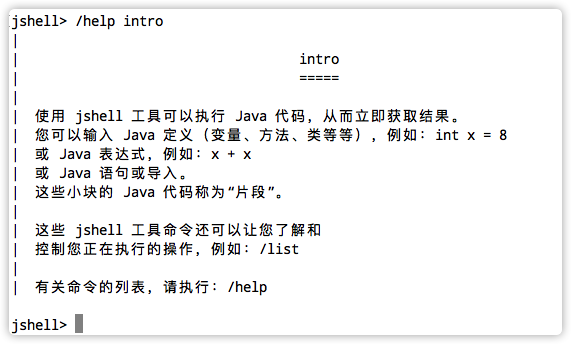 jshell> /help intro
|
|                                   intro
|                                   =====
|
|  使用 jshell 工具可以执行 Java 代码，从而立即获取结果。
|  您可以输入 Java 定义（变量、方法、类等等），例如：int x = 8
|  或 Java 表达式，例如：x + x
|  或 Java 语句或导入。
|  这些小块的 Java 代码称为“片段”。
|
|  这些 jshell 工具命令还可以让您了解和
|  控制您正在执行的操作，例如：/list
|
|  有关命令的列表，请执行：/help

jshell>